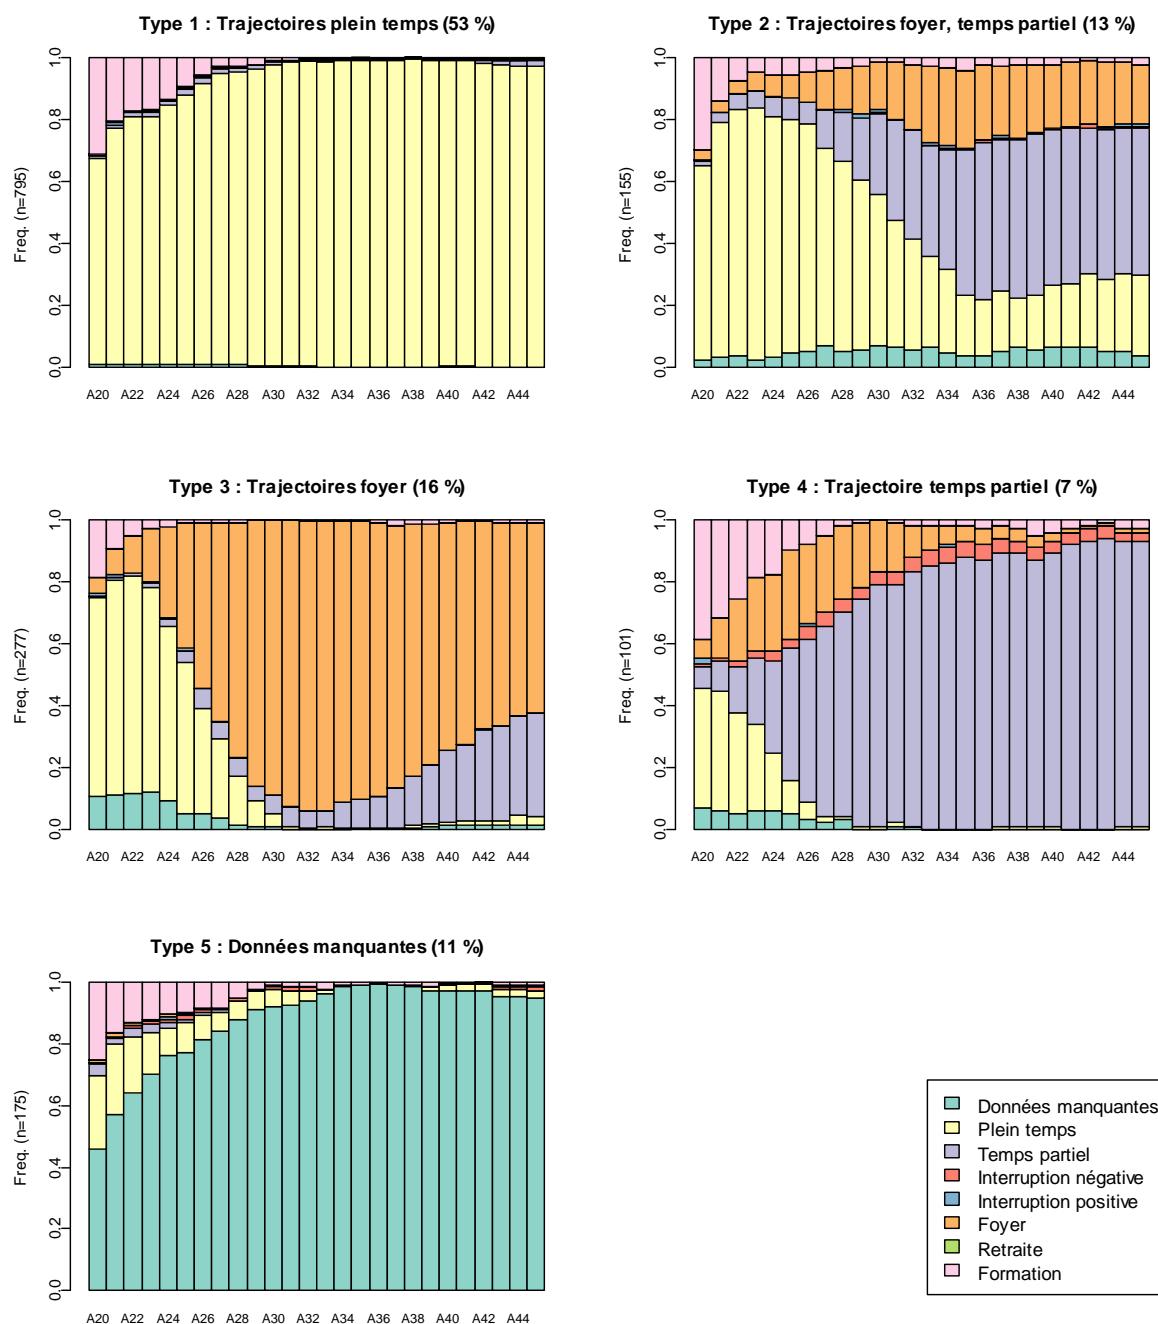 Type 1 : Trajectoires plein temps (53 %)
Freq. (n=795)
0.0 0.2 0.4 0.6 0.8 1.0
A20 A22 A24 A26 A28 A30 A32 A34 A36 A38 A40 A42 A44
Type 2 : Trajectoires foyer, temps partiel (13 %)
Freq. (n=155)
0.0 0.2 0.4 0.6 0.8 1.0
A20 A22 A24 A26 A28 A30 A32 A34 A36 A38 A40 A42 A44
Type 3 : Trajectoires foyer (16 %)
Freq. (n=277)
0.0 0.2 0.4 0.6 0.8 1.0
A20 A22 A24 A26 A28 A30 A32 A34 A36 A38 A40 A42 A44
Type 4 : Trajectoire temps partiel (7 %)
Freq. (n=101)
0.0 0.2 0.4 0.6 0.8 1.0
A20 A22 A24 A26 A28 A30 A32 A34 A36 A38 A40 A42 A44
Type 5 : Données manquantes (11 %)
Freq. (n=175)
0.0 0.2 0.4 0.6 0.8 1.0
A20 A22 A24 A26 A28 A30 A32 A34 A36 A38 A40 A42 A44
Données manquantes
Plein temps
Temps partiel
Interruption négative
Interruption positive
Foyer
Retraite
Formation